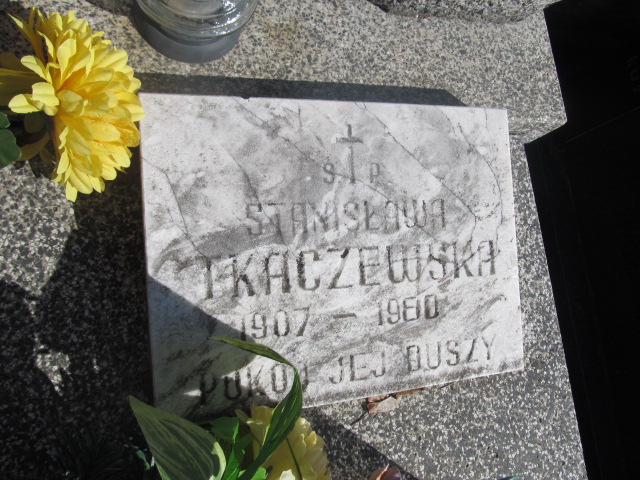 Ś † P
STANISŁAWA
TKACZEWSKA
1907 - 1980
POKÓJ JEJ DUSZY